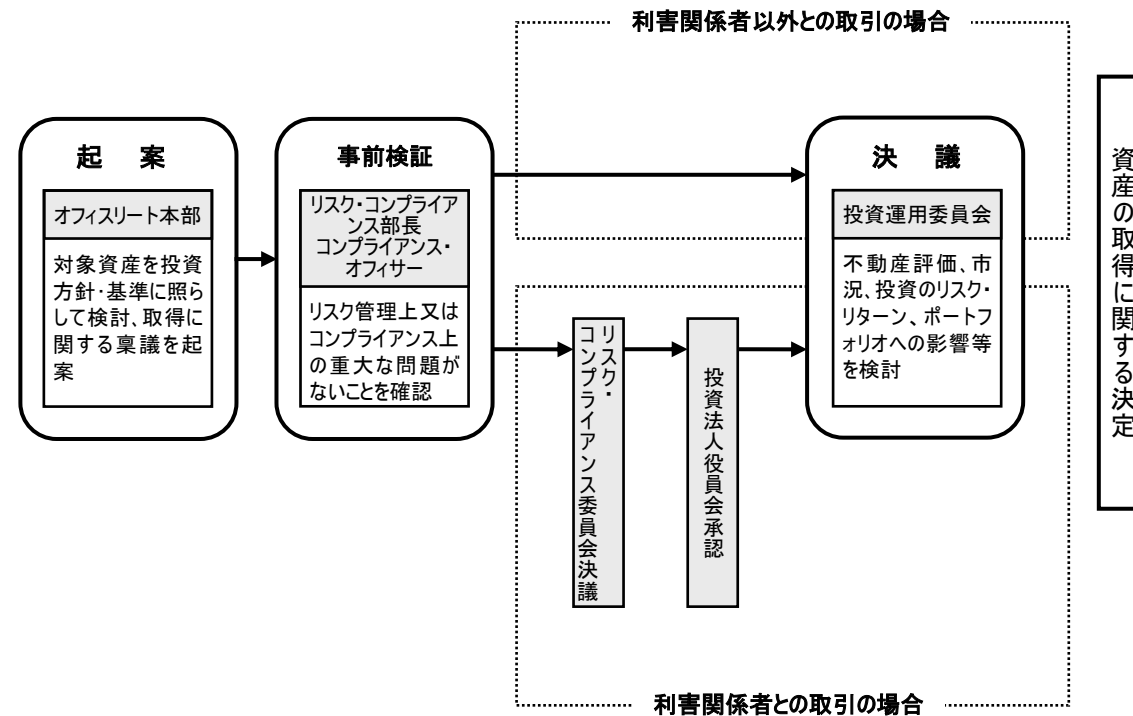 利害関係者以外との取引の場合
起 案
オフィスリート本部
対象資産を投資
方針・基準に照ら
して検討、取得に
関する稟議を起
案
事前検証
リスク・コンプライア
ンス部長
コンプライアンス・
オフィサー
リスク管理上又は
コンプライアンス上
の重大な問題が
ないことを確認
リスク・
コンプライアンス委員会決議
投資法人役員会承認
決 議
投資運用委員会
不動産評価、市
況、投資のリスク・
リターン、ポートフ
ォリオへの影響等
を検討
資産の取得に関する決定
利害関係者との取引の場合